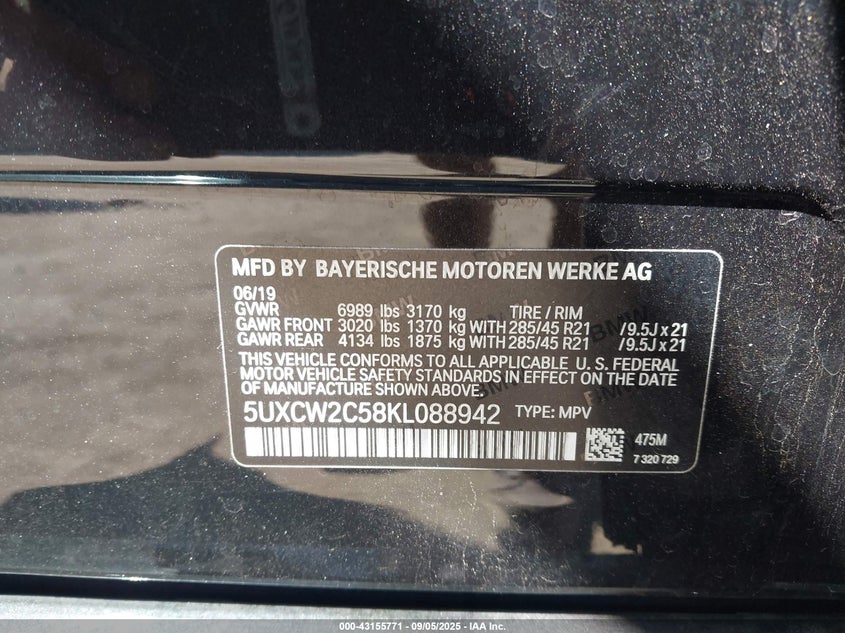 MFD BY BAYERISCHE MOTOREN WERKE AG
06/19
GVWR 6989 lbs 3170 kg TIRE / RIM
GAWR FRONT 3020 lbs 1370 kg WITH 285/45 R21 /9.5J x 21
GAWR REAR 4134 lbs 1875 kg WITH 285/45 R21 /9.5J x 21
THIS VEHICLE CONFORMS TO ALL APPLICABLE U. S. FEDERAL
MOTOR VEHICLE SAFETY STANDARDS IN EFFECT ON THE DATE
OF MANUFACTURE SHOWN ABOVE.
5UXCW2C58KL088942 TYPE: MPV
475M
7 320 729
000-43155771 - 09/05/2025 - IAA Inc.